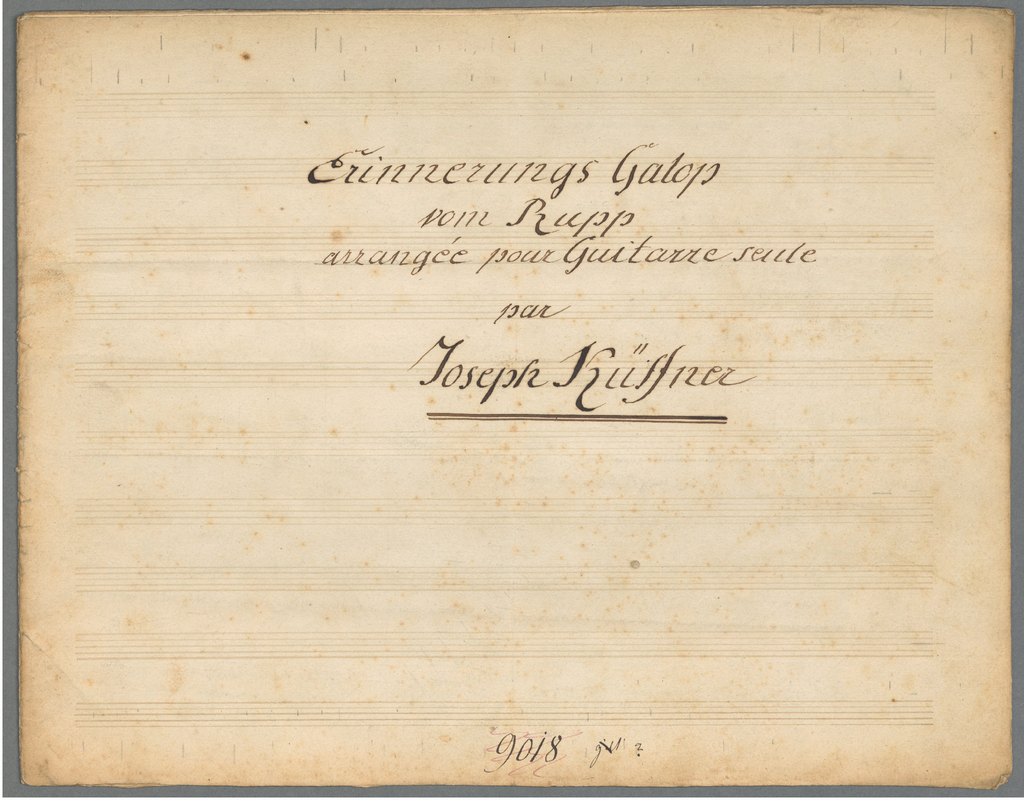 Erinnerungs Galop
vom Rupp
arrangée pour Guitarre seule
par
Joseph Küffner
9018